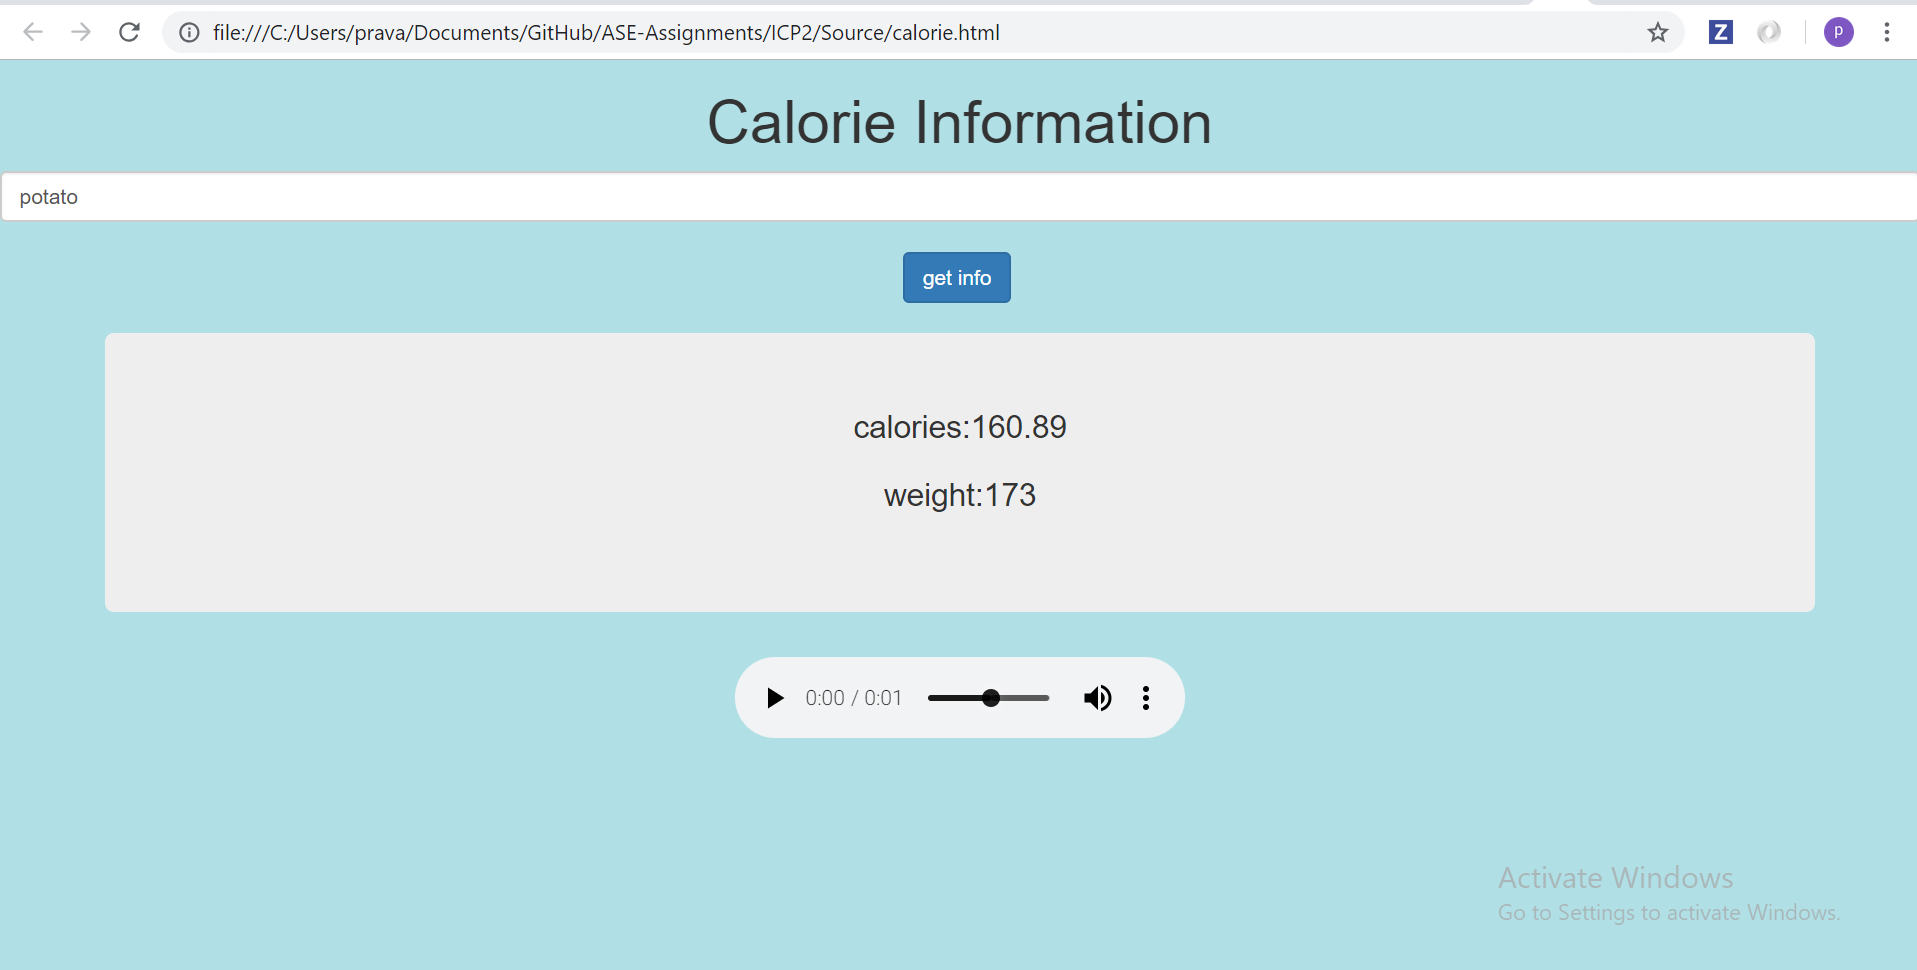 file:///C:/Users/prava/Documents/GitHub/ASE-Assignments/ICP2/Source/calorie.html
Z
p
Calorie Information
potato
get info
calories:160.89
weight:173
0:00 / 0:01
Activate Windows
Go to Settings to activate Windows.